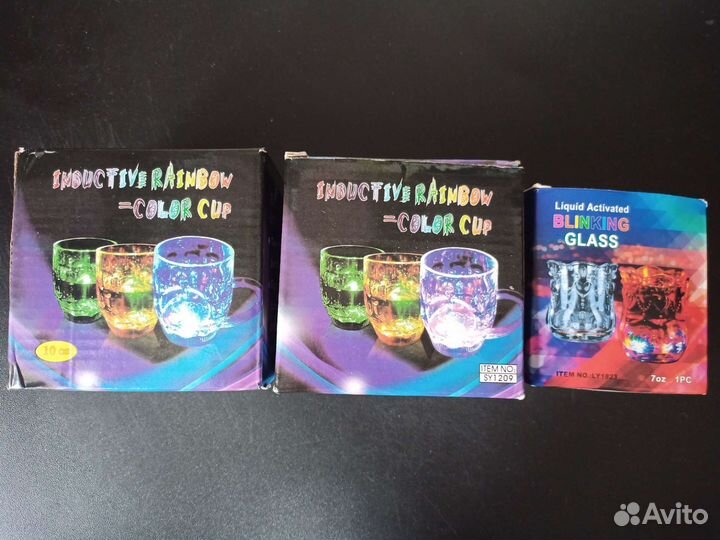 INDUCTIVE RAINBOW
COLOR CUP
10 oz
INDUCTIVE RAINBOW
COLOR CUP
ITEM NO:
SY1209
Liquid Activated
BLINKING
GLASS
ITEM NO.:LY1823
7oz 1PC
Avito